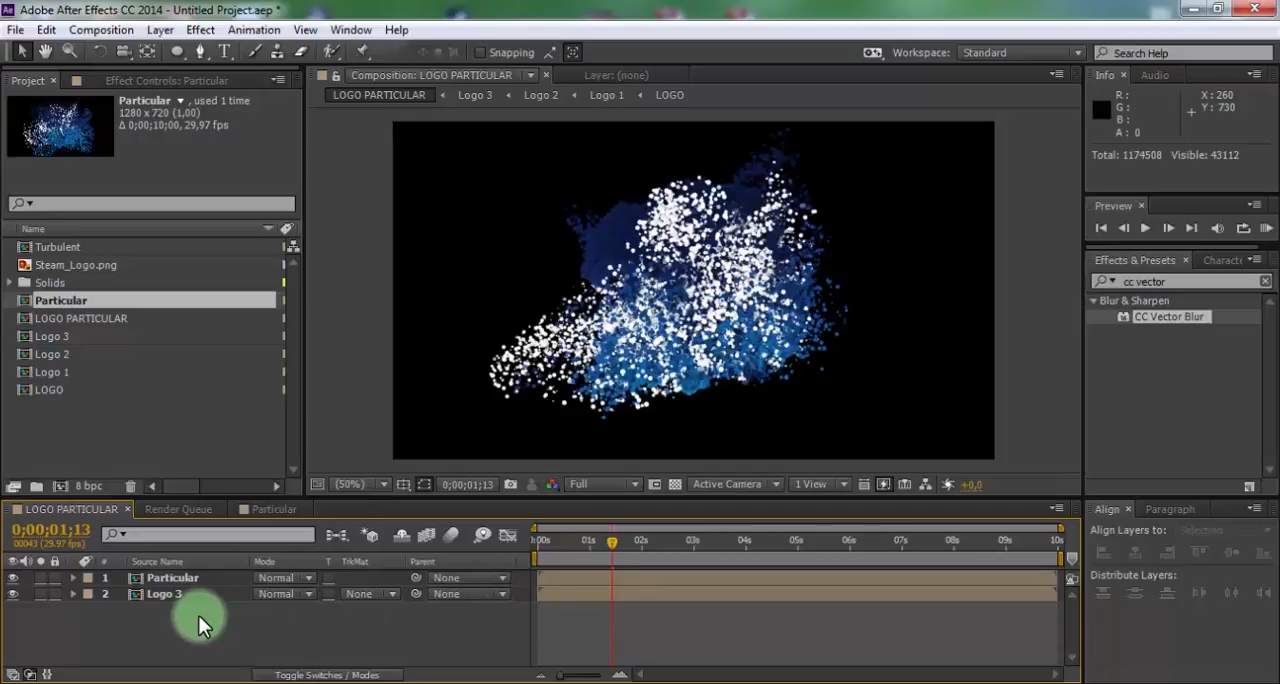 Adobe After Effects CC 2014 - Untitled Project.aep *
File Edit Composition Layer Effect Animation View Window Help
Snapping Workspace: Standard Search Help
Project × Effect Controls: Particular Composition: LOGO PARTICULAR × Layer: (none) Info × Audio
LOGO PARTICULAR Logo 3 Logo 2 Logo 1 LOGO
Particular ▼, used 1 time
1280 x 720 (1,00)
Δ 0;00;10;00, 29,97 fps
R : X : 260
G : Y : 730
B :
A : 0
Total: 1174508 Visible: 43112
Preview ×
Name
Turbulent
Steam_Logo.png
Solids
Particular
LOGO PARTICULAR
Logo 3
Logo 2
Logo 1
LOGO
Effects & Presets × Characte
cc vector
Blur & Sharpen
CC Vector Blur
8 bpc (50%) 0;00;01;13 Full Active Camera 1 View +0,0
LOGO PARTICULAR × Render Queue Particular Align × Paragraph
0;00;01;13
00043 (29.97 fps)
0:00s 01s 02s 03s 04s 05s 06s 07s 08s 09s 10s
Align Layers to: Selection
# Source Name Mode T TrkMat Parent
1 Particular Normal None
2 Logo 3 Normal None None
Distribute Layers:
Toggle Switches / Modes